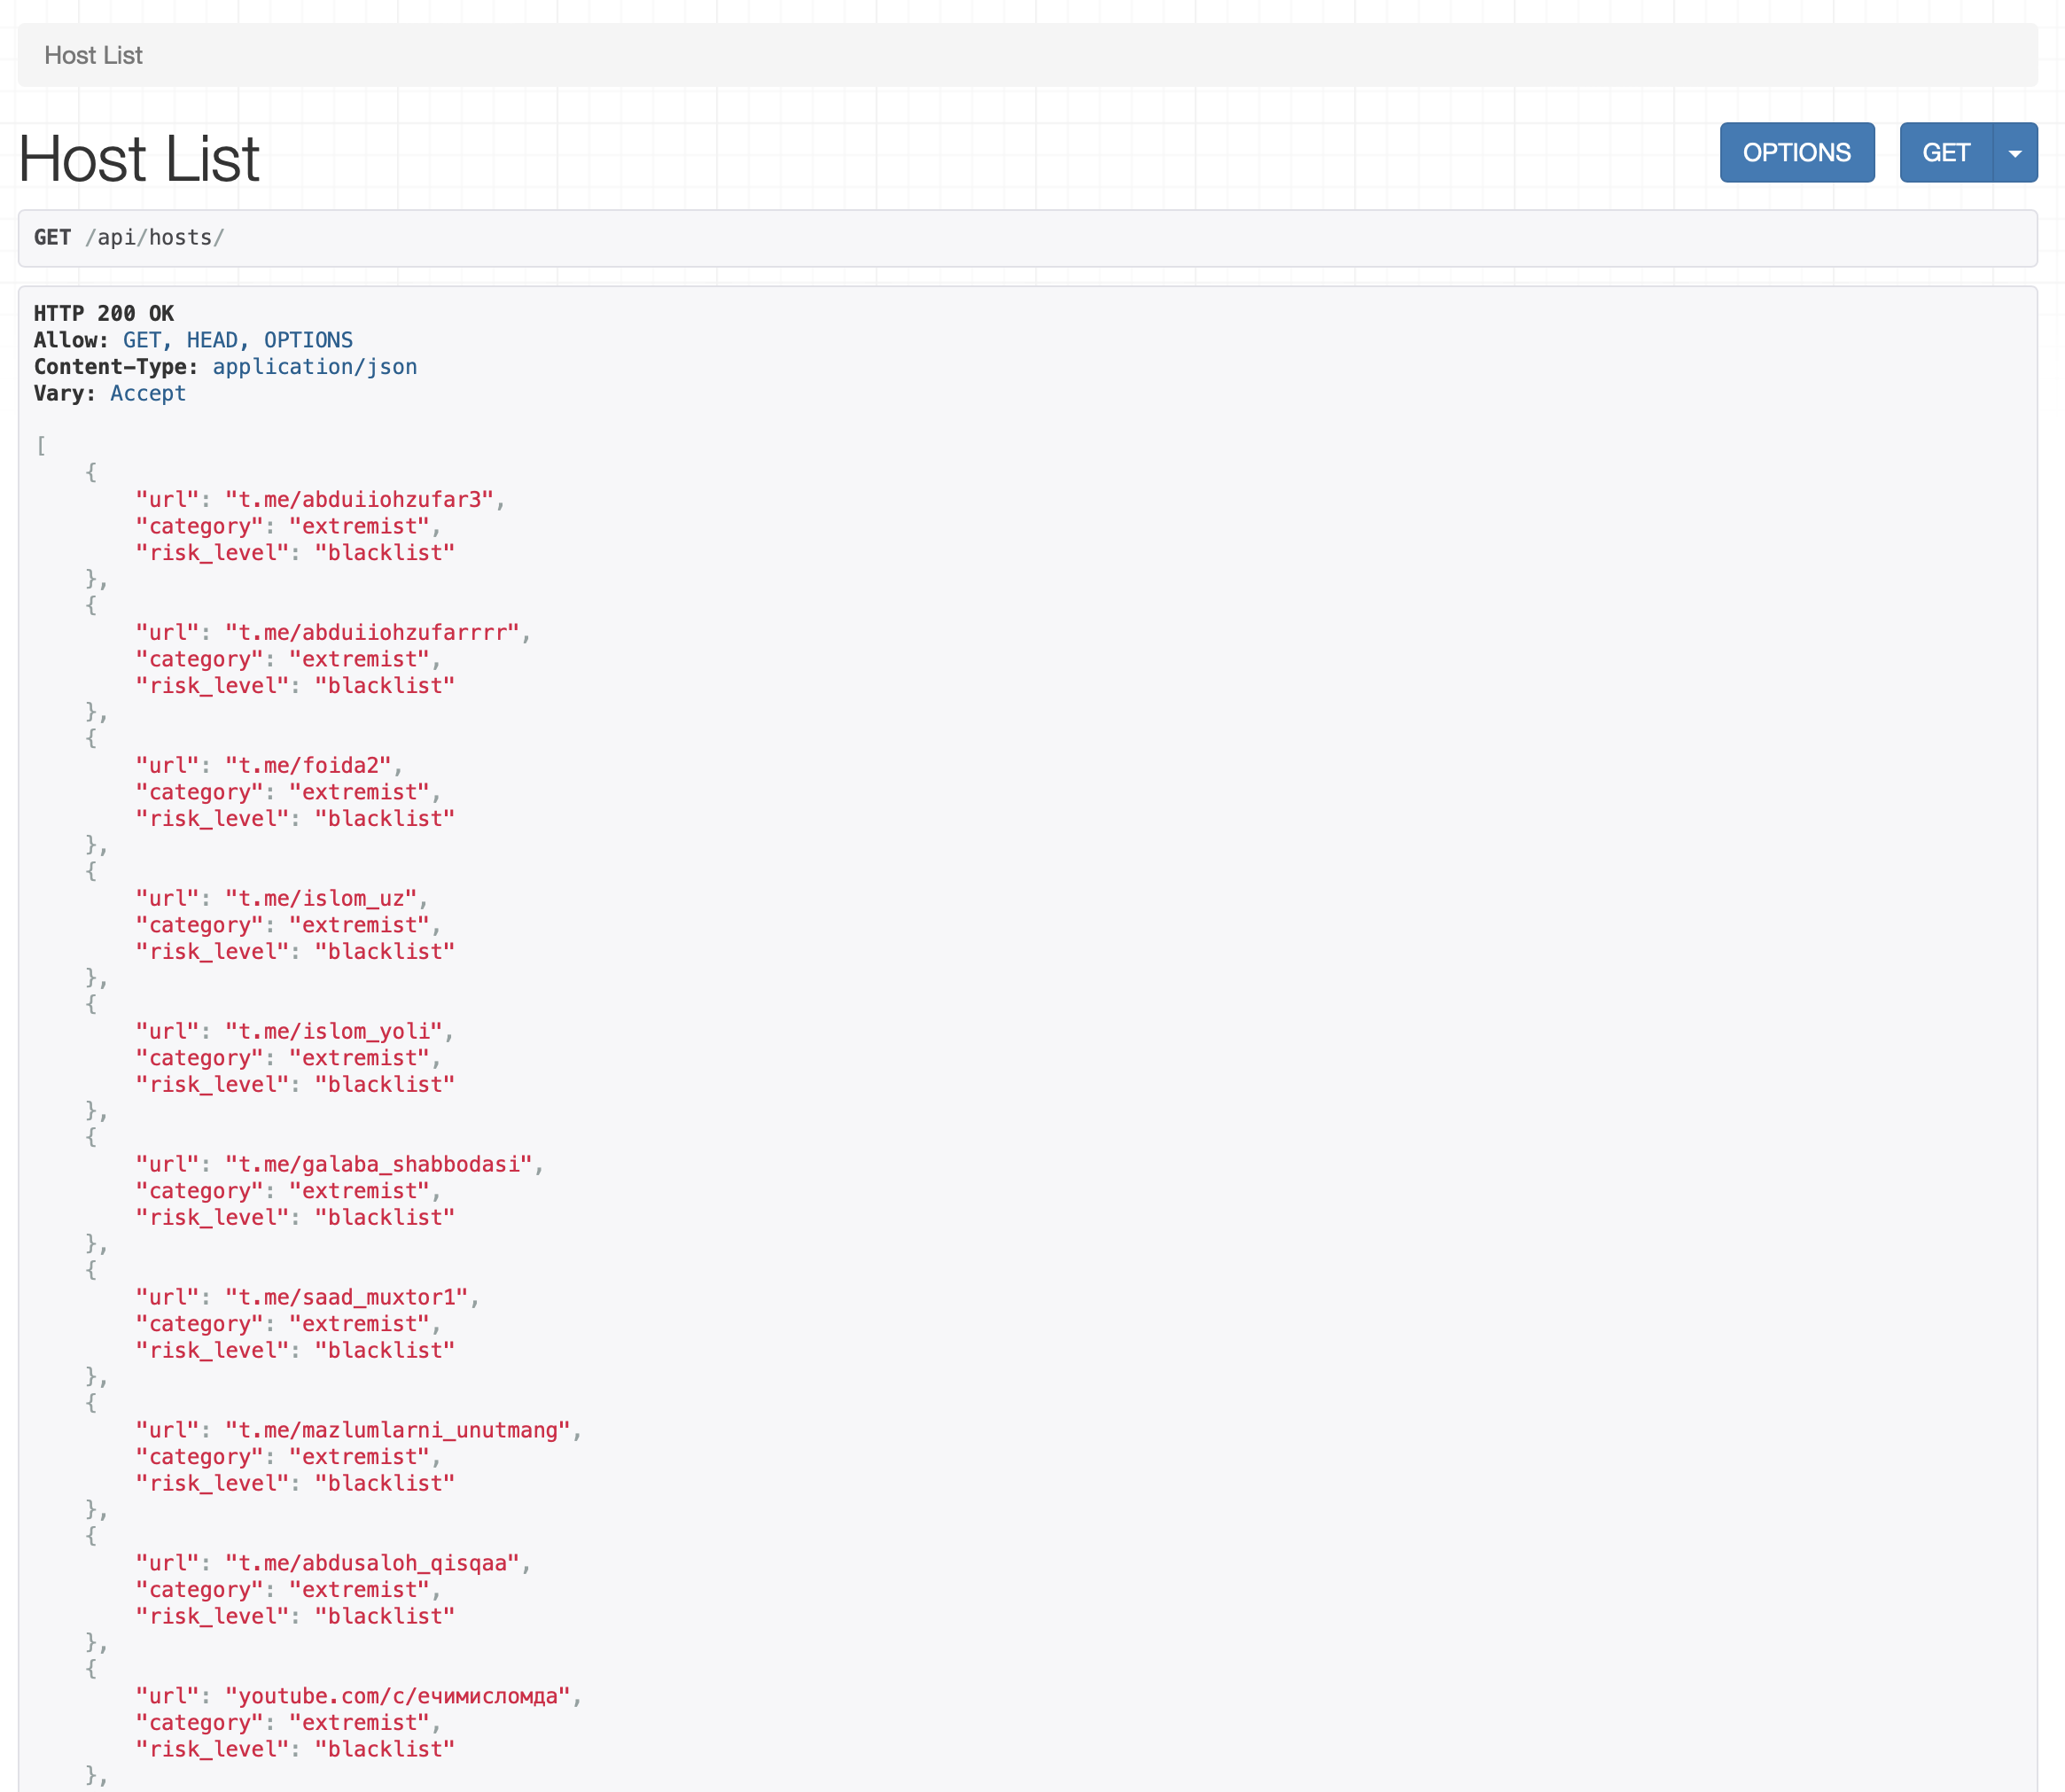 Host List
Host List
OPTIONS
GET
GET /api/hosts/
HTTP 200 OK
Allow: GET, HEAD, OPTIONS
Content-Type: application/json
Vary: Accept
[
{
"url": "t.me/abduiiohzufar3",
"category": "extremist",
"risk_level": "blacklist"
},
{
"url": "t.me/abduiiohzufarrrr",
"category": "extremist",
"risk_level": "blacklist"
},
{
"url": "t.me/foida2",
"category": "extremist",
"risk_level": "blacklist"
},
{
"url": "t.me/islom_uz",
"category": "extremist",
"risk_level": "blacklist"
},
{
"url": "t.me/islom_yoli",
"category": "extremist",
"risk_level": "blacklist"
},
{
"url": "t.me/galaba_shabbodasi",
"category": "extremist",
"risk_level": "blacklist"
},
{
"url": "t.me/saad_muxtor1",
"category": "extremist",
"risk_level": "blacklist"
},
{
"url": "t.me/mazlumlarni_unutmang",
"category": "extremist",
"risk_level": "blacklist"
},
{
"url": "t.me/abdusaloh_qisqaa",
"category": "extremist",
"risk_level": "blacklist"
},
{
"url": "youtube.com/c/ечимисломда",
"category": "extremist",
"risk_level": "blacklist"
},